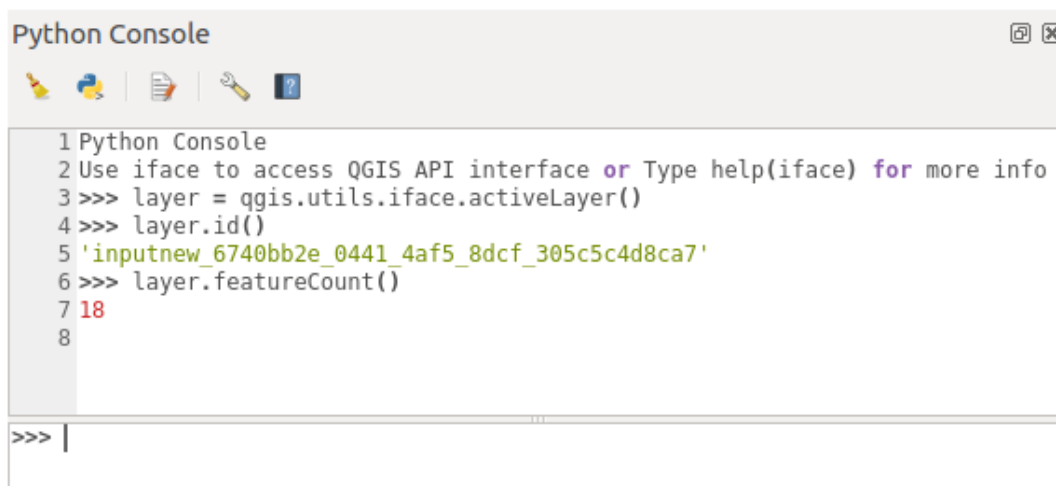 Python Console
1 Python Console
2 Use iface to access QGIS API interface or Type help(iface) for more info
3 >>> layer = qgis.utils.iface.activeLayer()
4 >>> layer.id()
5 'inputnew_6740bb2e_0441_4af5_8dcf_305c5c4d8ca7'
6 >>> layer.featureCount()
7 18
8
>>>